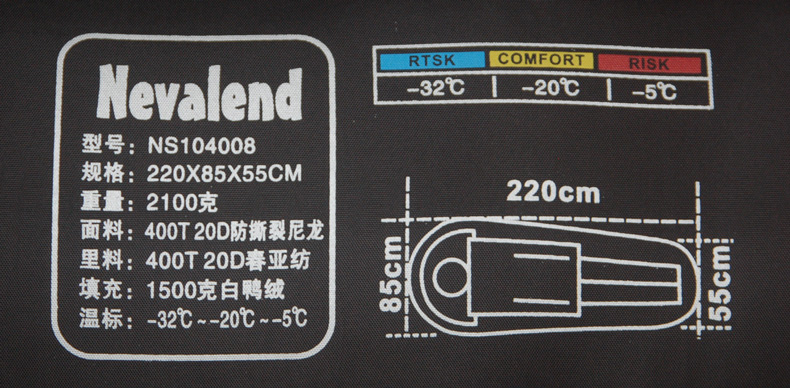 Nevalend
型号：NS104008
规格：220X85X55CM
重量：2100克
面料：400T 20D防撕裂尼龙
里料：400T 20D春亚纺
填充：1500克白鸭绒
温标：-32℃~-20℃~-5℃
RTSK COMFORT RISK
-32℃ | -20℃ | -5℃
220cm
85cm
55cm